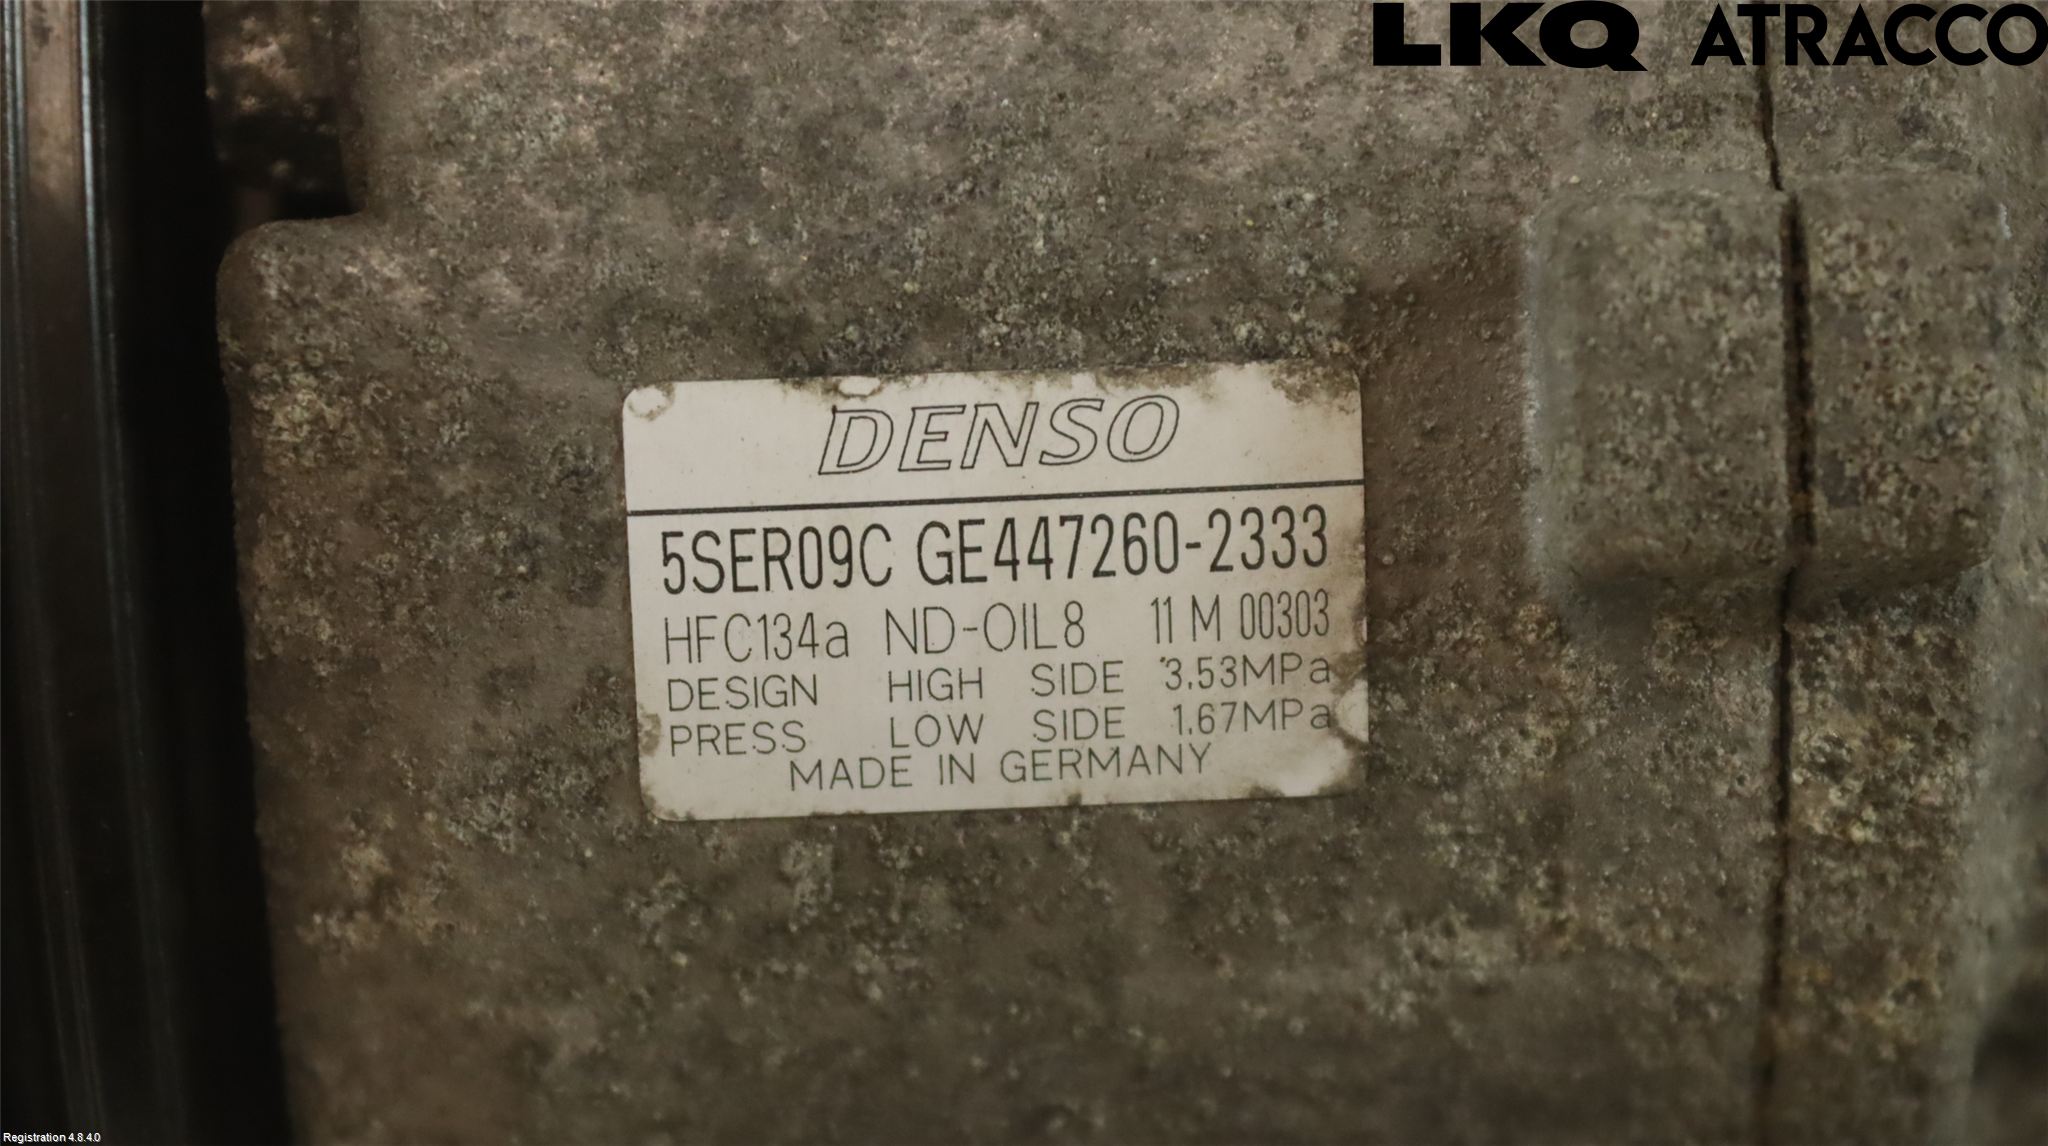 LKQ ATRACCO
DENSO
5SER09C GE447260-2333
HFC134a ND-OIL8 11 M 00303
DESIGN HIGH SIDE 3.53MPa
PRESS LOW SIDE 1.67MPa
MADE IN GERMANY
Registration 4.8.4.0